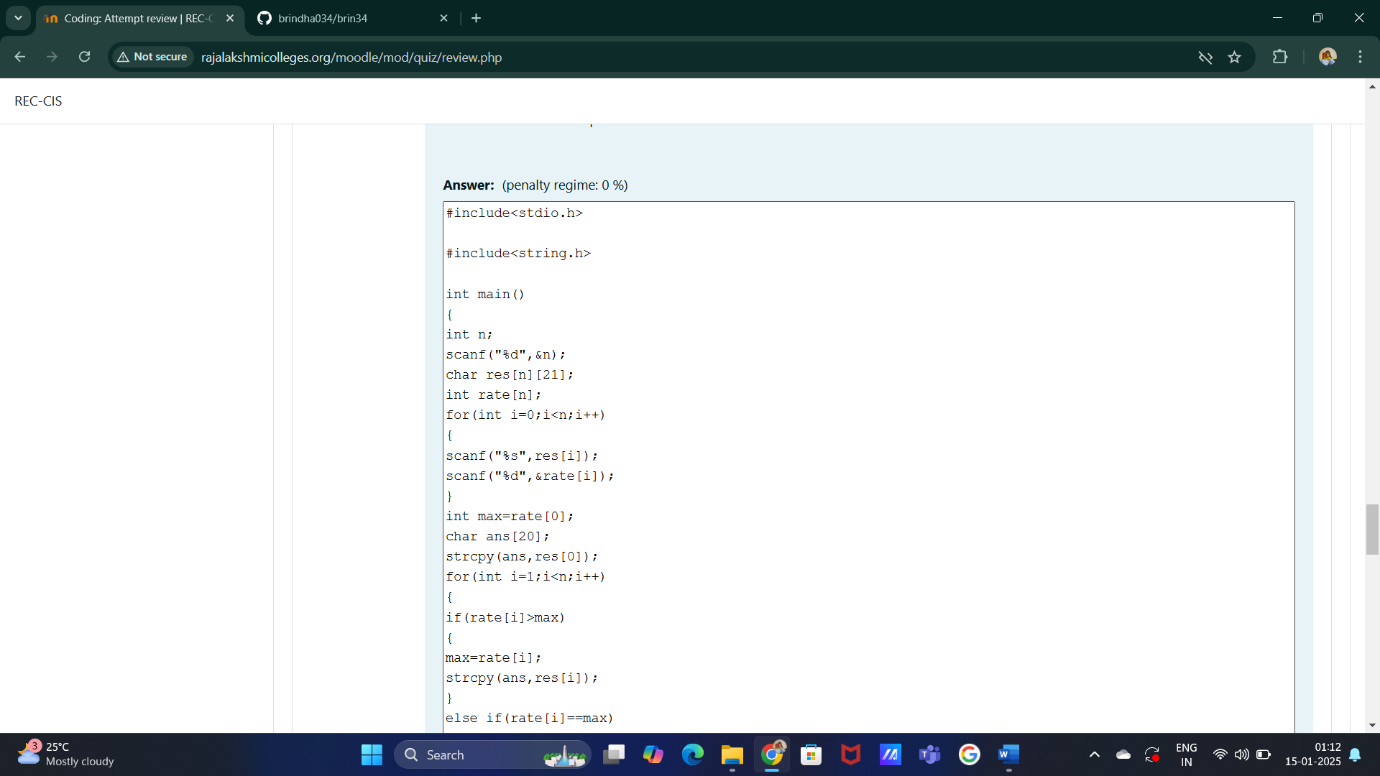 Coding: Attempt review | REC-C
brindha034/brin34
Not secure
rajalakshmicolleges.org/moodle/mod/quiz/review.php
REC-CIS
Answer: (penalty regime: 0 %)
#include<stdio.h>
#include<string.h>
int main()
{
int n;
scanf("%d",&n);
char res[n][21];
int rate[n];
for(int i=0;i<n;i++)
{
scanf("%s",res[i]);
scanf("%d",&rate[i]);
}
int max=rate[0];
char ans[20];
strcpy(ans,res[0]);
for(int i=1;i<n;i++)
{
if(rate[i]>max)
{
max=rate[i];
strcpy(ans,res[i]);
}
else if(rate[i]==max)
3
25°C
Mostly cloudy
Search
ENG
IN
01:12
15-01-2025